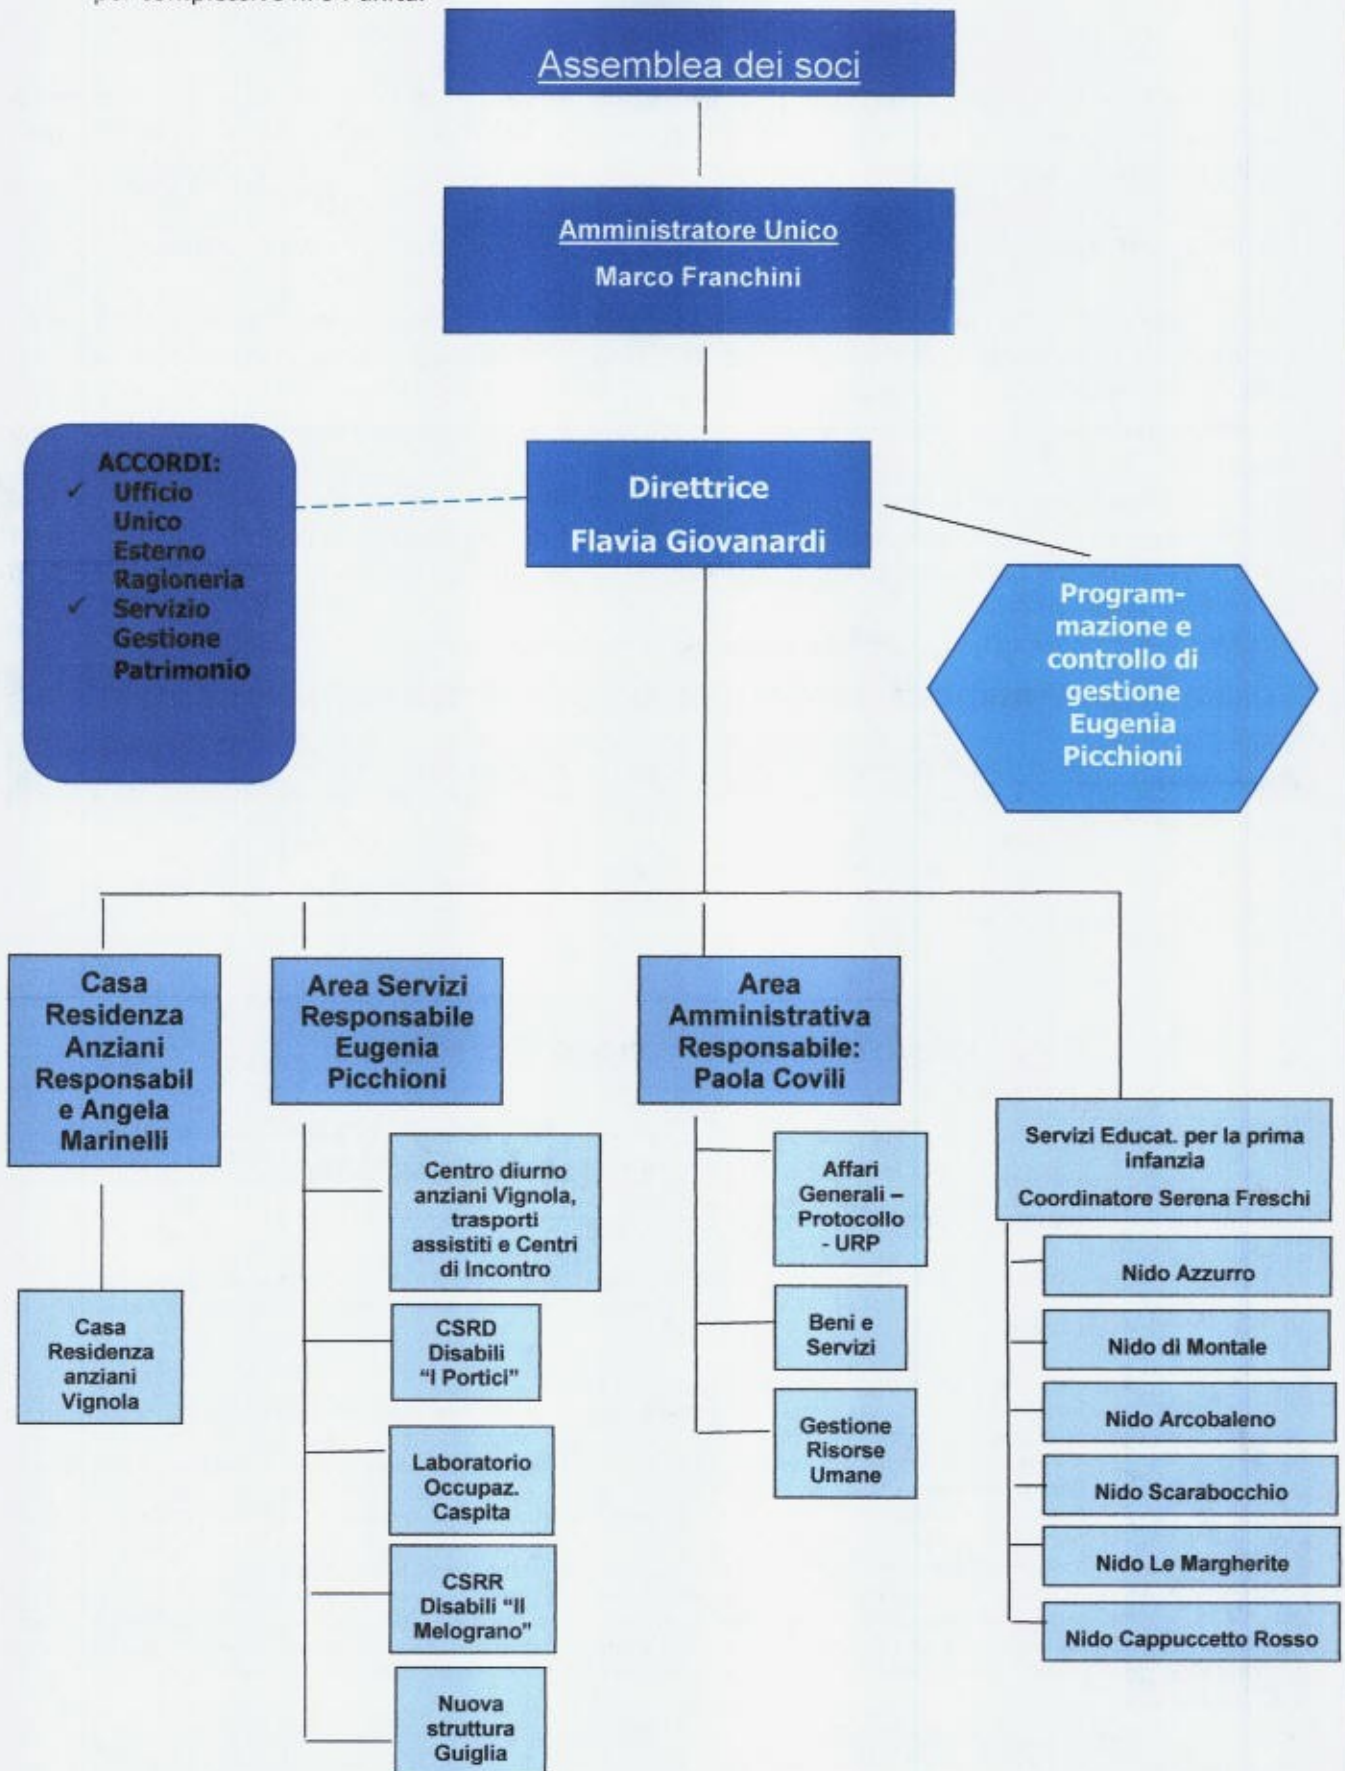 Assemblea dei soci
Amministratore Unico
Marco Franchini
ACCORDI:
✓ Ufficio
Unico
Esterno
Ragioneria
✓ Servizio
Gestione
Patrimonio
Direttrice
Flavia Giovanardi
Program-
mazione e
controllo di
gestione
Eugenia
Picchioni
Casa
Residenza
Anziani
Responsabil
e Angela
Marinelli
Casa
Residenza
anziani
Vignola
Area Servizi
Responsabile
Eugenia
Picchioni
Centro diurno
anziani Vignola,
trasporti
assistiti e Centri
di Incontro
CSRD
Disabili
“I Portici”
Laboratorio
Occupaz.
Caspita
CSRR
Disabili “Il
Melograno”
Nuova
struttura
Guiglia
Area
Amministrativa
Responsabile:
Paola Covili
Affari
Generali –
Protocollo
- URP
Beni e
Servizi
Gestione
Risorse
Umane
Servizi Educat. per la prima
infanzia
Coordinatore Serena Freschi
Nido Azzurro
Nido di Montale
Nido Arcobaleno
Nido Scarabocchio
Nido Le Margherite
Nido Cappuccetto Rosso